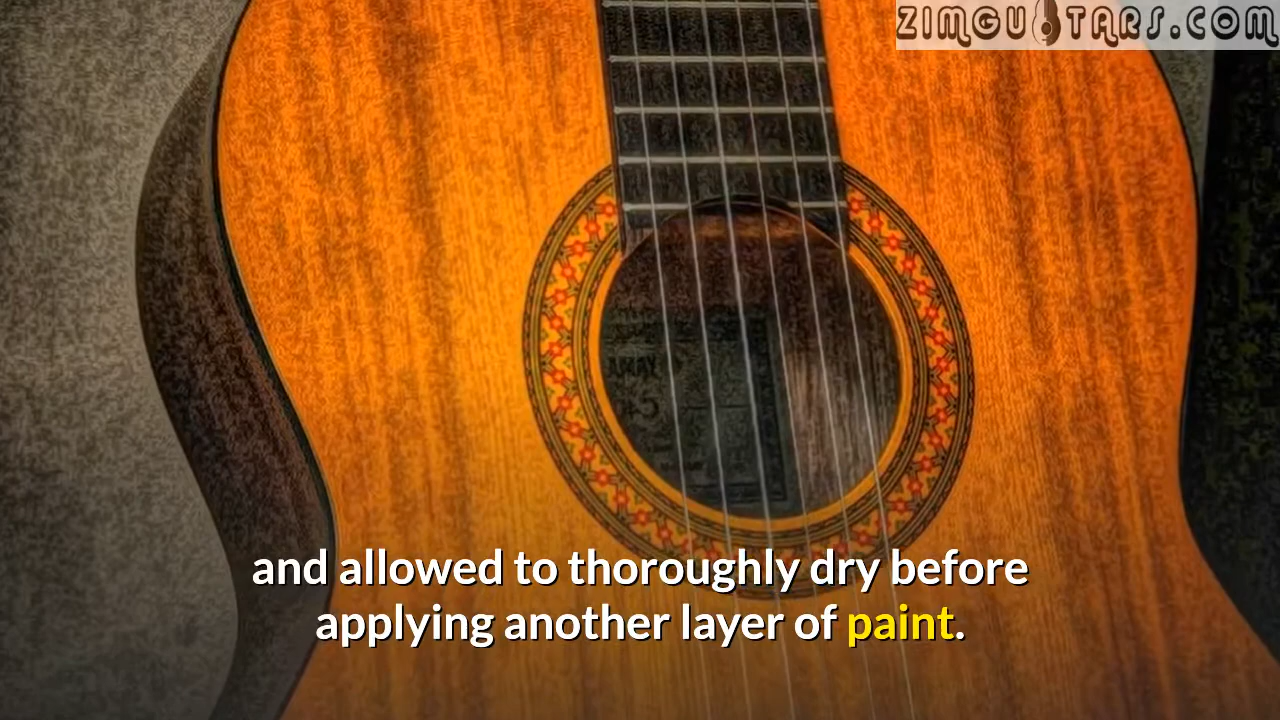 ZIMGUITARS.COM
and allowed to thoroughly dry before
applying another layer of paint.